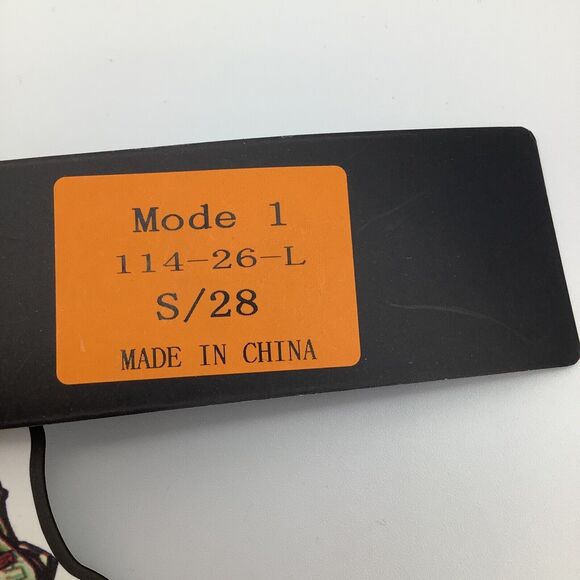 Mode 1
114-26-L
S/28
MADE IN CHINA